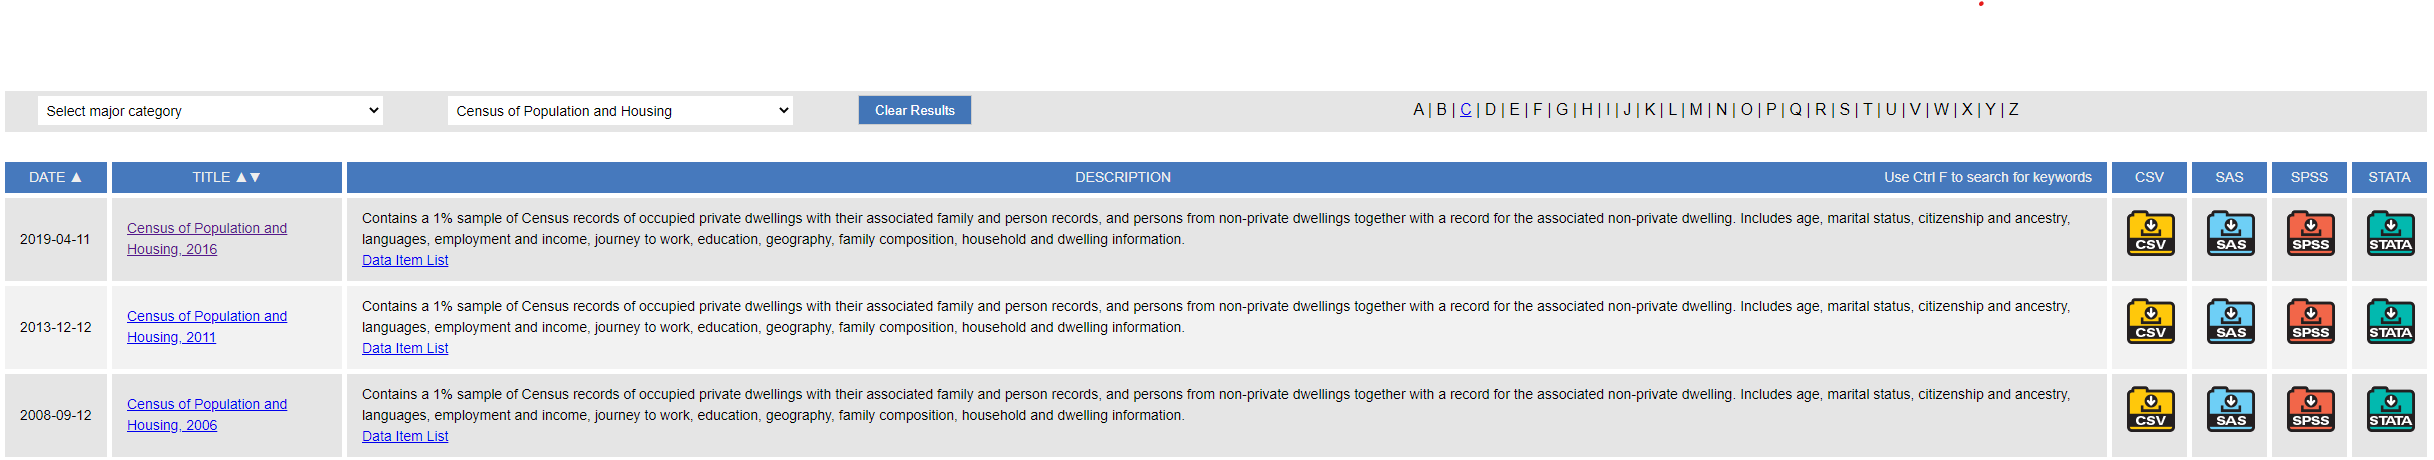 Select major category Census of Population and Housing Clear Results A | B | C | D | E | F | G | H | I | J | K | L | M | N | O | P | Q | R | S | T | U | V | W | X | Y | Z
DATE ▲ TITLE ▲▼ DESCRIPTION Use Ctrl F to search for keywords CSV SAS SPSS STATA
2019-04-11
Census of Population and
Housing, 2016
Contains a 1% sample of Census records of occupied private dwellings with their associated family and person records, and persons from non-private dwellings together with a record for the associated non-private dwelling. Includes age, marital status, citizenship and ancestry,
languages, employment and income, journey to work, education, geography, family composition, household and dwelling information.
Data Item List
CSV SAS SPSS STATA
2013-12-12
Census of Population and
Housing, 2011
Contains a 1% sample of Census records of occupied private dwellings with their associated family and person records, and persons from non-private dwellings together with a record for the associated non-private dwelling. Includes age, marital status, citizenship and ancestry,
languages, employment and income, journey to work, education, geography, family composition, household and dwelling information.
Data Item List
CSV SAS SPSS STATA
2008-09-12
Census of Population and
Housing, 2006
Contains a 1% sample of Census records of occupied private dwellings with their associated family and person records, and persons from non-private dwellings together with a record for the associated non-private dwelling. Includes age, marital status, citizenship and ancestry,
languages, employment and income, journey to work, education, geography, family composition, household and dwelling information.
Data Item List
CSV SAS SPSS STATA